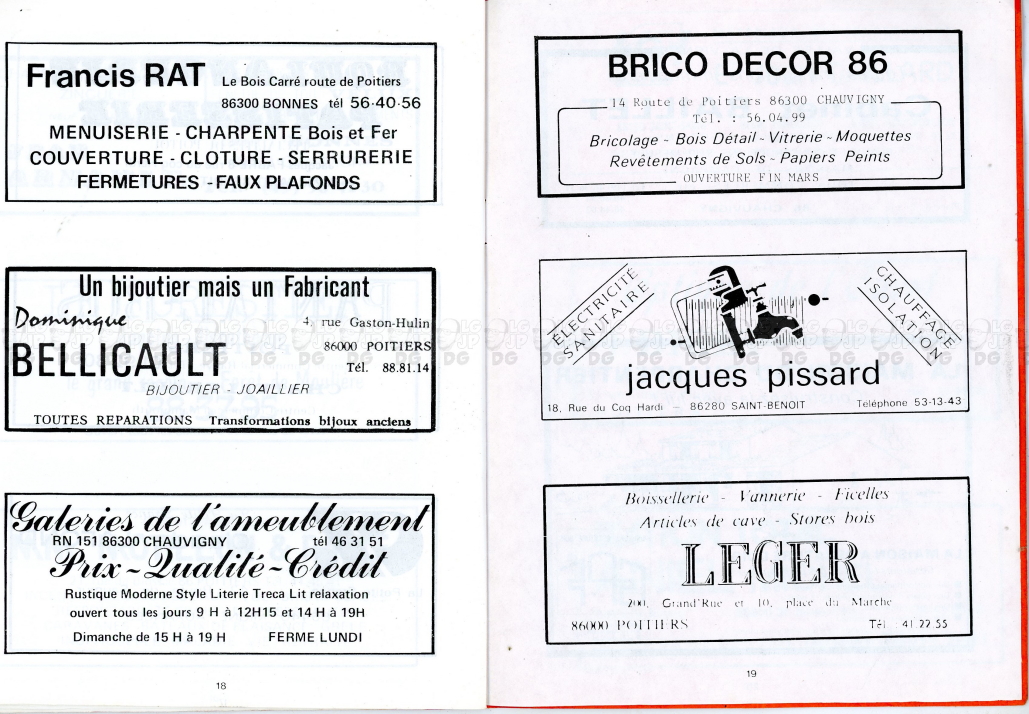 Francis RAT Le Bois Carré route de Poitiers
86300 BONNES tél 56·40·56
MENUISERIE - CHARPENTE Bois et Fer
COUVERTURE - CLOTURE - SERRURERIE
FERMETURES - FAUX PLAFONDS
Un bijoutier mais un Fabricant
Dominique
BELLICAULT
4, rue Gaston-Hulin
86000 POITIERS
Tél. 88.81.14
BIJOUTIER - JOAILLIER
TOUTES REPARATIONS Transformations bijoux anciens
Galeries de l'ameublement
RN 151 86300 CHAUVIGNY tél 46 31 51
Prix ~ Qualité ~ Crédit
Rustique Moderne Style Literie Treca Lit relaxation
ouvert tous les jours 9 H à 12H15 et 14 H à 19H
Dimanche de 15 H à 19 H FERME LUNDI
18
BRICO DECOR 86
14 Route de Poitiers 86300 CHAUVIGNY
Tél. : 56.04.99
Bricolage - Bois Détail - Vitrerie - Moquettes
Revêtements de Sols - Papiers Peints
OUVERTURE FIN MARS
ÉLECTRICITÉ
SANITAIRE
CHAUFFAGE
ISOLATION
jacques pissard
18, Rue du Coq Hardi — 86280 SAINT-BENOIT Téléphone 53-13-43
Boissellerie - Vannerie - Ficelles
Articles de cave - Stores bois
LEGER
200, Grand'Rue et 10, place du Marche
86000 POITIERS Tél. : 41.22.55
19